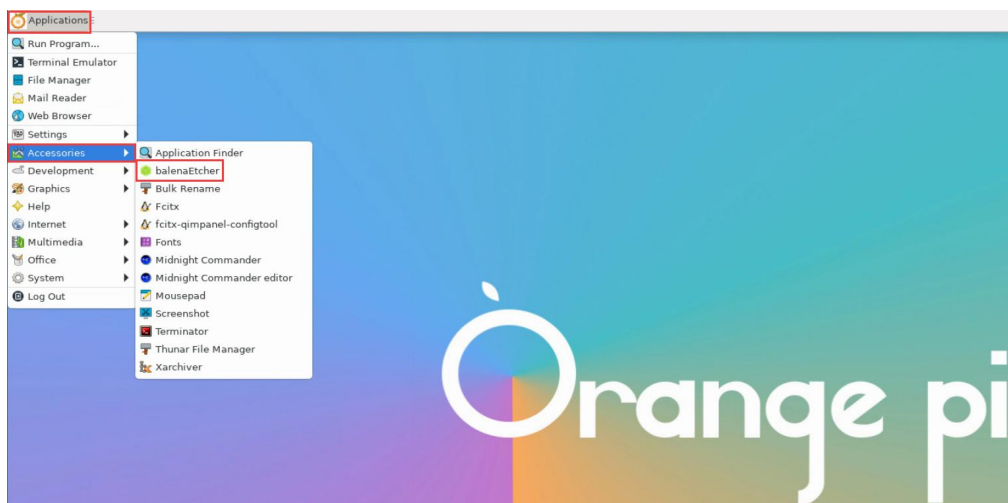 Applications
Run Program...
Terminal Emulator
File Manager
Mail Reader
Web Browser
Settings
Accessories
Development
Graphics
Help
Internet
Multimedia
Office
System
Log Out
Application Finder
balenaEtcher
Bulk Rename
Fcitx
fcitx-qimpanel-configtool
Fonts
Midnight Commander
Midnight Commander editor
Mousepad
Screenshot
Terminator
Thunar File Manager
Xarchiver
Orange pi